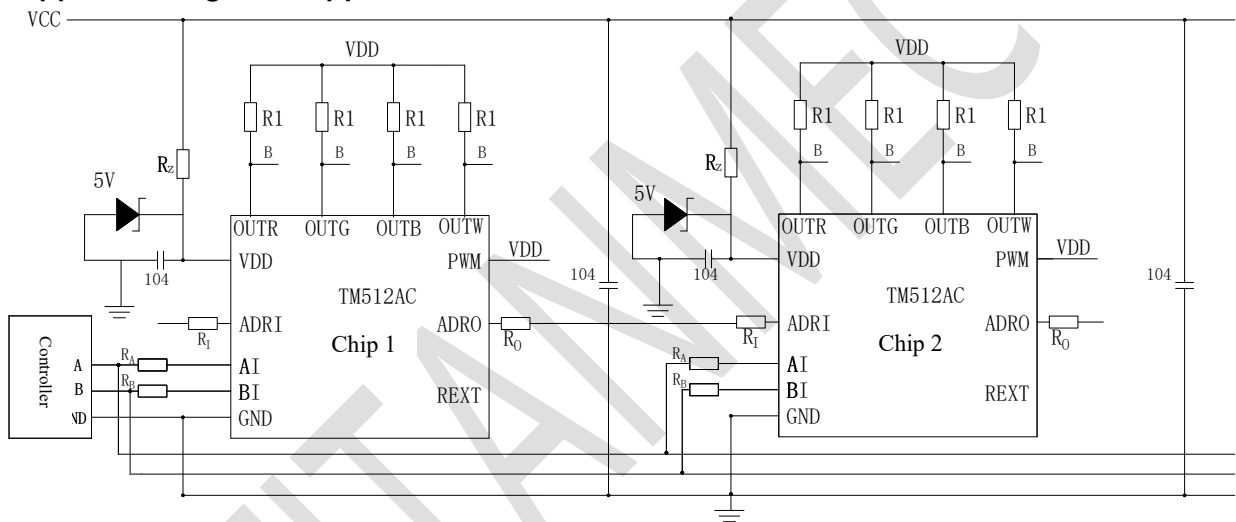 VCC
VDD
R1 R1 R1 R1
B B B B
RZ
5V
104
OUTR OUTG OUTB OUTW
VDD
PWM
VDD
TM512AC
RI
ADRI
ADRO
RO
Chip 1
AI
BI
REXT
GND
Controller
A
B
RA
RB
104
VDD
R1 R1 R1 R1
B B B B
RZ
5V
104
OUTR OUTG OUTB OUTW
VDD
PWM
VDD
TM512AC
RI
ADRI
ADRO
RO
Chip 2
RA
RB
AI
BI
REXT
GND
104